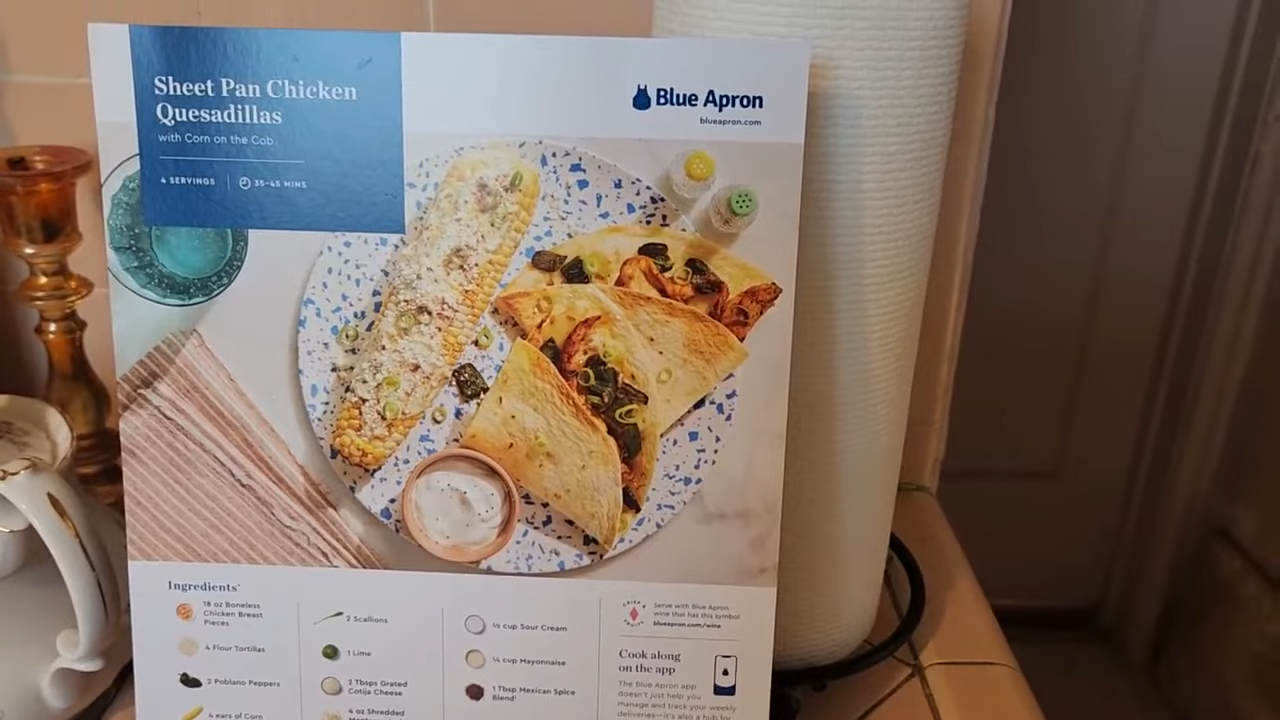 Sheet Pan Chicken
Quesadillas
with Corn on the Cob
4 SERVINGS 35-45 MINS
Blue Apron
blueapron.com
Ingredients*
18 oz Boneless
Chicken Breast
Pieces
4 Flour Tortillas
2 Poblano Peppers
4 ears of Corn
2 Scallions
1 Lime
2 Tbsps Grated
Cotija Cheese
4 oz Shredded
½ cup Sour Cream
¼ cup Mayonnaise
1 Tbsp Mexican Spice
Blend¹
CRISP &
Serve with Blue Apron
wine that has this symbol
blueapron.com/wine
Cook along
on the app
The Blue Apron app
doesn't just help you
manage and track your weekly
deliveries—it's also a hub for